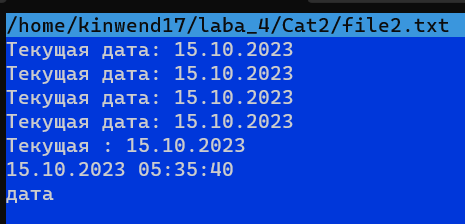 /home/kinwend17/laba_4/Cat2/file2.txt
Текущая дата: 15.10.2023
Текущая дата: 15.10.2023
Текущая дата: 15.10.2023
Текущая дата: 15.10.2023
Текущая : 15.10.2023
15.10.2023 05:35:40
дата